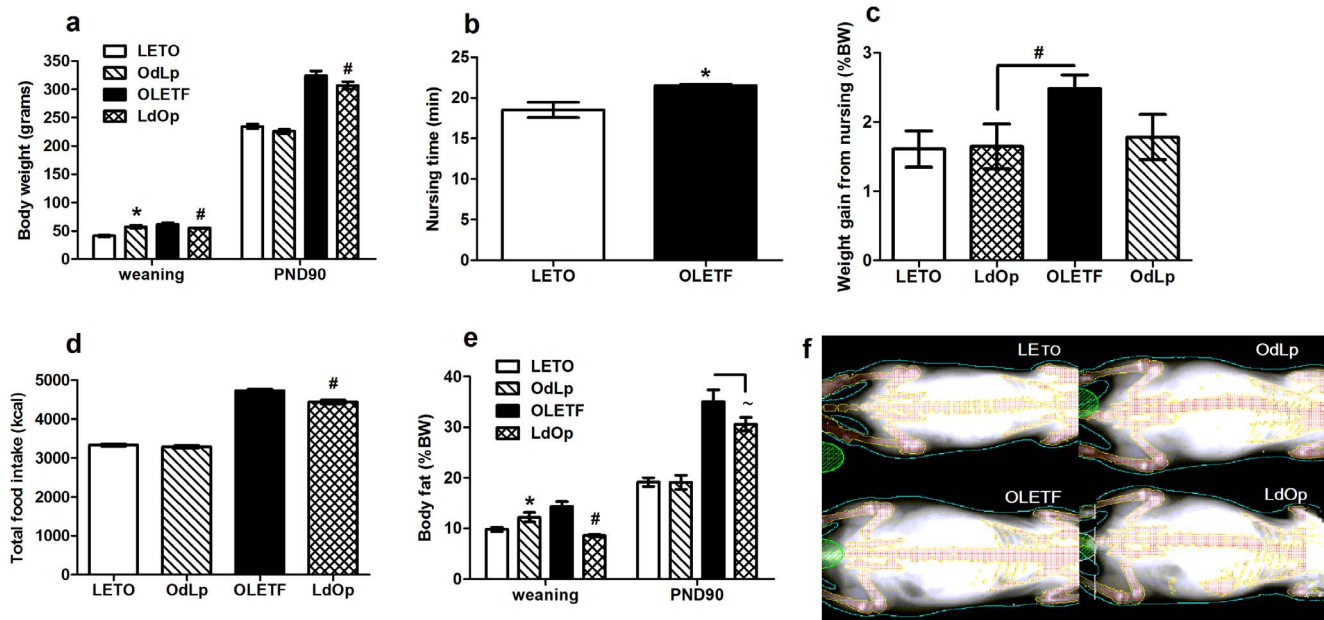 a
LETO
OdLp
OLETF
LdOp
Body weight (grams)
350
300
250
200
150
100
50
0
*
#
#
weaning
PND90
b
Nursing time (min)
25
20
15
10
5
0
*
LETO
OLETF
c
Weight gain from nursing (%BW)
3
2
1
0
#
LETO
LdOp
OLETF
OdLp
d
Total food intake (kcal)
5000
4000
3000
2000
1000
0
#
LETO
OdLp
OLETF
LdOp
e
LETO
OdLp
OLETF
LdOp
Body fat (%BW)
40
30
20
10
0
*
#
~
weaning
PND90
f
LETO
OdLp
OLETF
LdOp